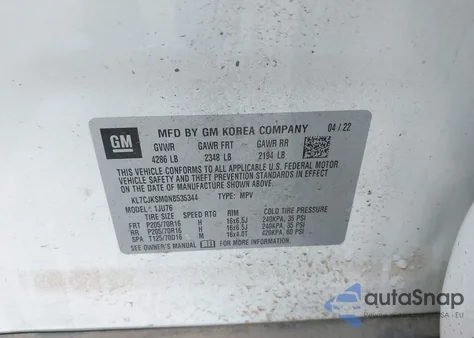 GM
MFD BY GM KOREA COMPANY 04 / 22
GVWR GAWR FRT GAWR RR
4286 LB 2348 LB 2194 LB
THIS VEHICLE CONFORMS TO ALL APPLICABLE U.S. FEDERAL MOTOR
VEHICLE SAFETY, BUMPER, AND THEFT PREVENTION STANDARDS IN
EFFECT ON THE DATE OF MANUFACTURE SHOWN ABOVE.
KL7CJKSM0NB535344 TYPE: MPV
MODEL: 1JU76
TIRE SIZE SPEED RTG RIM COLD TIRE PRESSURE
FRT P205/70R16 H 16x6.5J 240KPA, 35 PSI
RR P205/70R16 H 16x6.5J 240KPA, 35 PSI
SPA T125/70D16 M 16x4.0T 420KPA, 60 PSI
SEE OWNER'S MANUAL FOR ADDITIONAL INFORMATION.
autaSnap